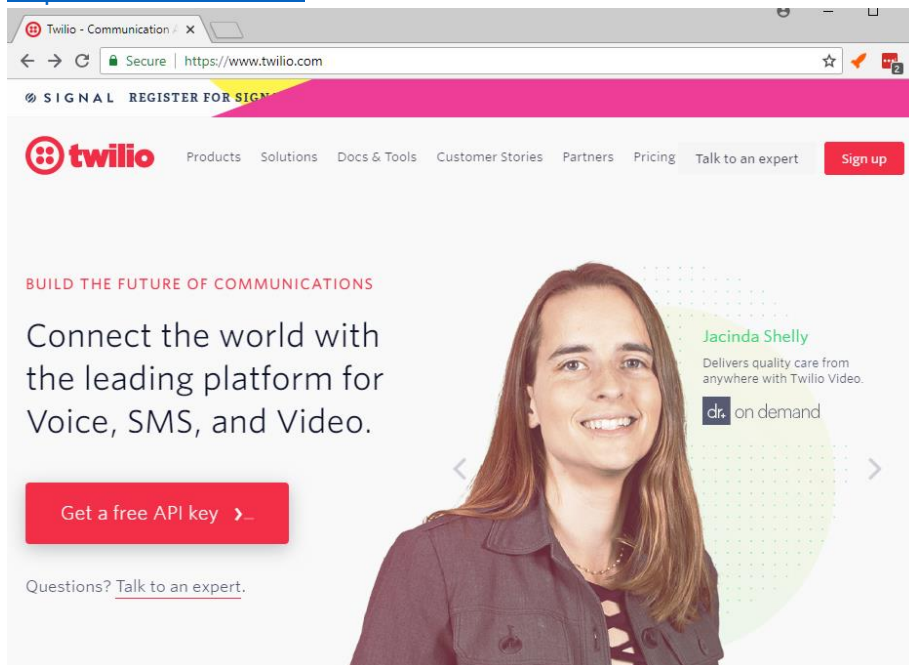 Twilio - Communication
Secure https://www.twilio.com
2
SIGNAL REGISTER FOR
twilio Products Solutions Docs & Tools Customer Stories Partners Pricing Talk to an expert Sign up
BUILD THE FUTURE OF COMMUNICATIONS
Connect the world with
the leading platform for
Voice, SMS, and Video.
Jacinda Shelly
Delivers quality care from
anywhere with Twilio Video.
dr+ on demand
Get a free API key
Questions? Talk to an expert.